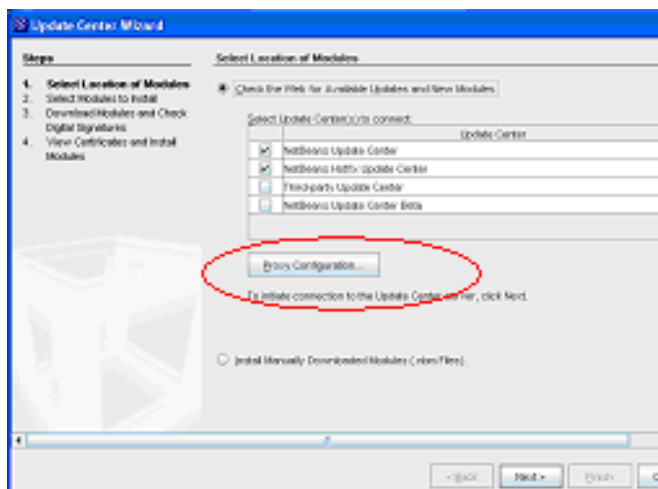 Update Center Wizard
Steps
1. Select Location of Modules
2. Select Modules to Install
3. Download Modules and Check
Digital Signatures
4. View Certificates and Install
Modules
Select Location of Modules
Check the Web for Available Updates and New Modules
Select Update Center(s) to connect:
Update Center
NetBeans Update Center
NetBeans Hotfix Update Center
Third-party Update Center
NetBeans Update Center Beta
Proxy Configuration...
To initiate connection to the Update Center server, click Next.
Install Manually Downloaded Modules (.nbm Files).
< Back
Next >
Finish